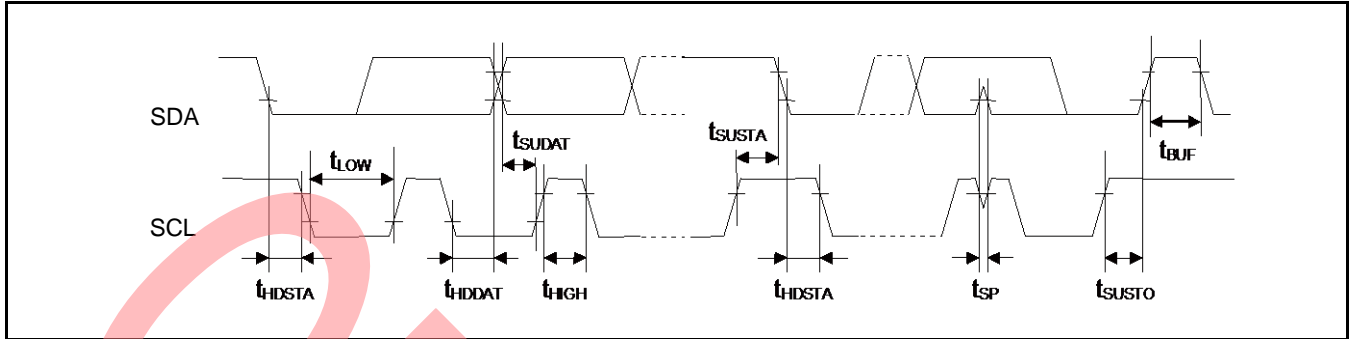 SDA
tSUDAT
tSUSTA
tBUF
tLOW
SCL
tHDSTA
tHDDAT
tHIGH
tHDSTA
tSP
tSUSTO